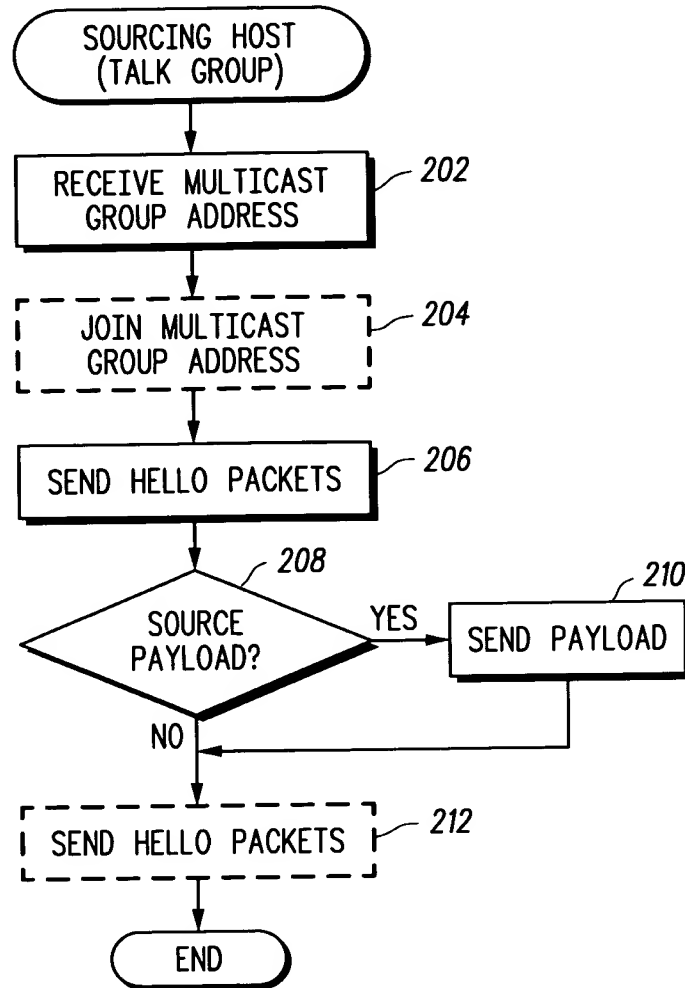 SOURCING HOST
(TALK GROUP)
RECEIVE MULTICAST
GROUP ADDRESS
202
JOIN MULTICAST
GROUP ADDRESS
204
SEND HELLO PACKETS
206
208
SOURCE
PAYLOAD?
YES
210
SEND PAYLOAD
NO
SEND HELLO PACKETS
212
END